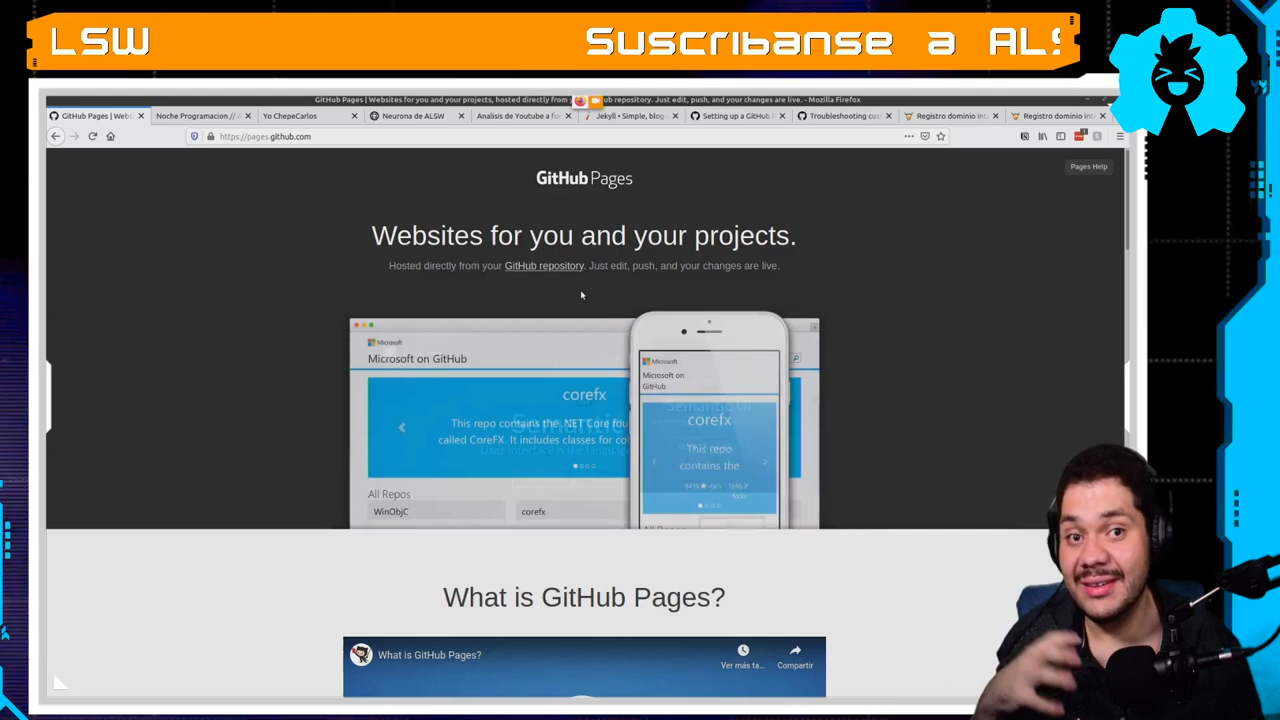 LSW Suscribanse a ALS
GitHub Pages | Websites for you and your projects, hosted directly from your GitHub repository. Just edit, push, and your changes are live. - Mozilla Firefox
GitHub Pages | Webs
Noche Programacion // A
Yo ChepeCarlos
Neurona de ALSW
Analisis de Youtube a fo
Jekyll • Simple, blog-
Setting up a GitHub P
Troubleshooting cus
Registro dominio int
Registro dominio int
https://pages.github.com
Pages Help
GitHub Pages
Websites for you and your projects.
Hosted directly from your GitHub repository. Just edit, push, and your changes are live.
Microsoft
Microsoft on GitHub
corefx
This repo contains the .NET Core fou
called CoreFX. It includes classes for co
All Repos
WinObjC
corefx
Microsoft
Microsoft on
GitHub
corefx
This repo
contains the
What is GitHub Pages?
What is GitHub Pages?
Ver más ta...
Compartir